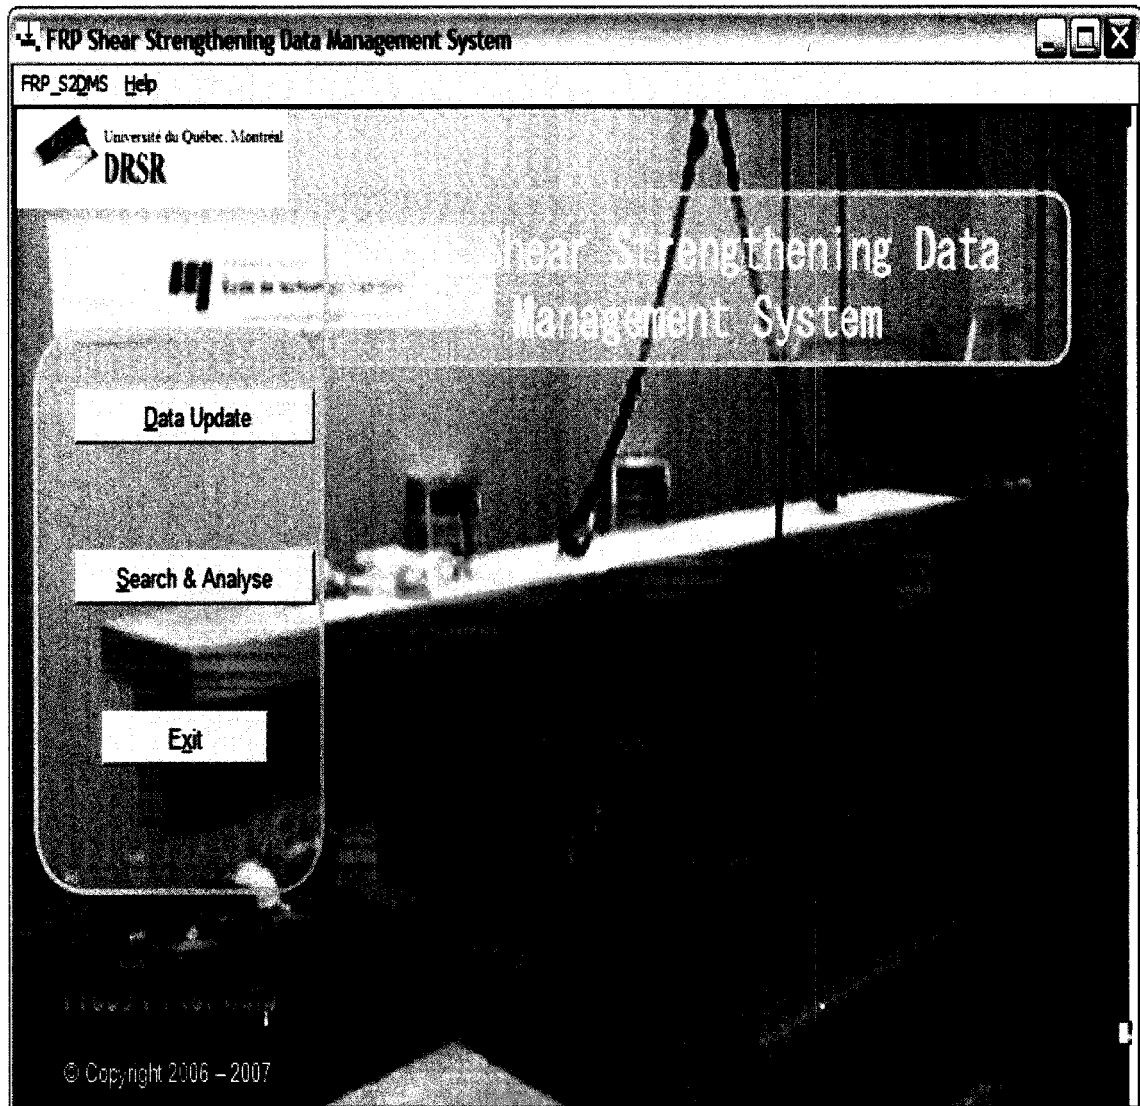 FRP Shear Strengthening Data Management System
FRP_S2DMS Help
Université du Québec, Montréal
DRSR
Shear Strengthening Data
Management System
Data Update
Search & Analyse
Exit
© Copyright 2006 – 2007